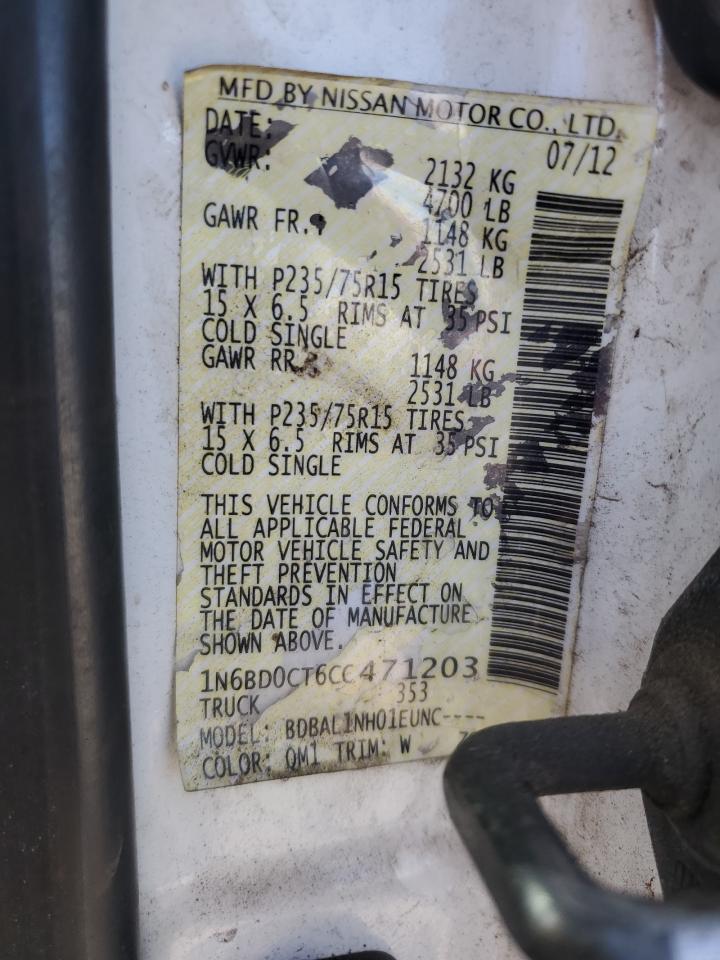 MFD BY NISSAN MOTOR CO., LTD.
DATE: 07/12
GVWR: 2132 KG
4700 LB
GAWR FR. 1148 KG
2531 LB
WITH P235/75R15 TIRES
15 X 6.5 RIMS AT 35 PSI
COLD SINGLE
GAWR RR. 1148 KG
2531 LB
WITH P235/75R15 TIRES
15 X 6.5 RIMS AT 35 PSI
COLD SINGLE
THIS VEHICLE CONFORMS TO
ALL APPLICABLE FEDERAL
MOTOR VEHICLE SAFETY AND
THEFT PREVENTION
STANDARDS IN EFFECT ON
THE DATE OF MANUFACTURE
SHOWN ABOVE.
1N6BD0CT6CC471203
TRUCK 353
MODEL: BDBAL1NH01EUNC----
COLOR: QM1 TRIM: W